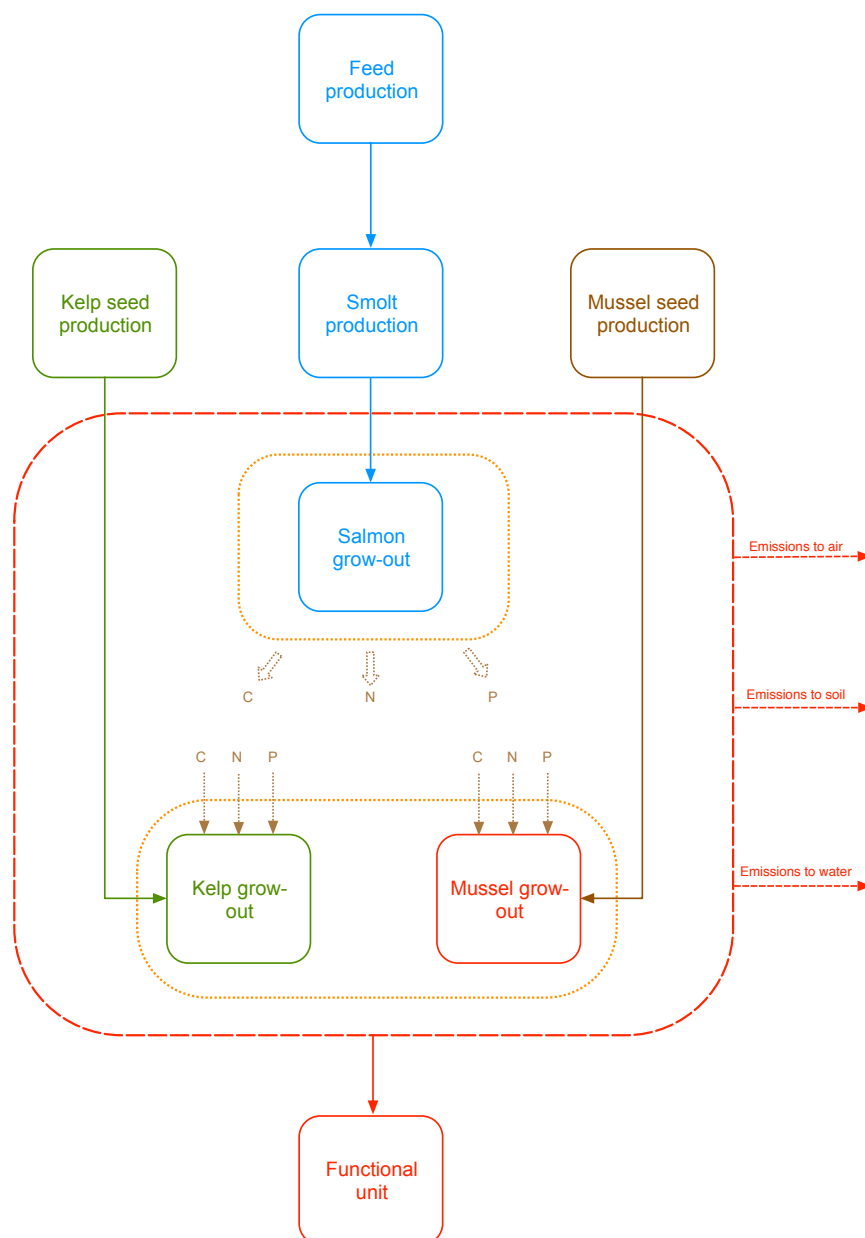 Feed
production
Kelp seed
production
Smolt
production
Mussel seed
production
Salmon
grow-out
Emissions to air
C
N
P
Emissions to soil
C N P
C N P
Kelp grow-
out
Mussel grow-
out
Emissions to water
Functional
unit